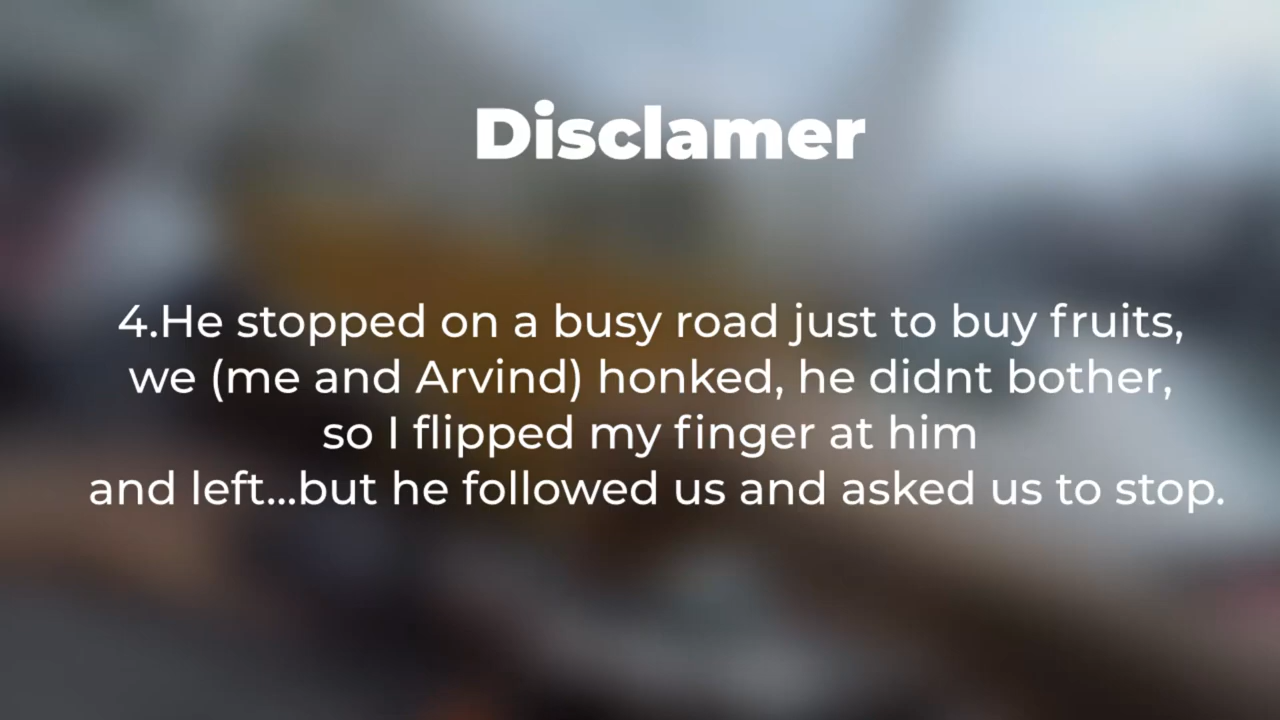 Disclamer
4.He stopped on a busy road just to buy fruits,
we (me and Arvind) honked, he didnt bother,
so I flipped my finger at him
and left...but he followed us and asked us to stop.